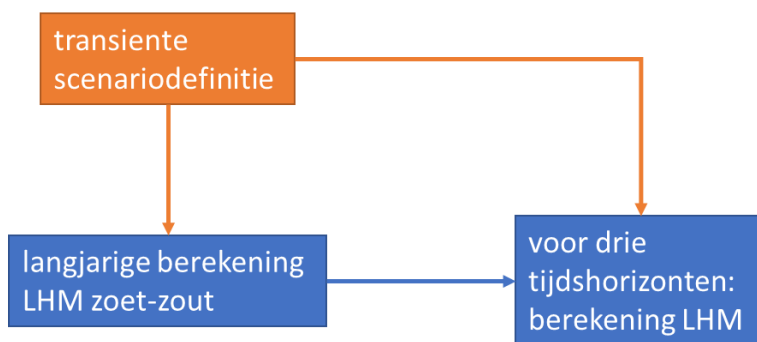 transiente
scenariodefinitie
langjarige berekening
LHM zoet-zout
voor drie
tijdshorizonten:
berekening LHM